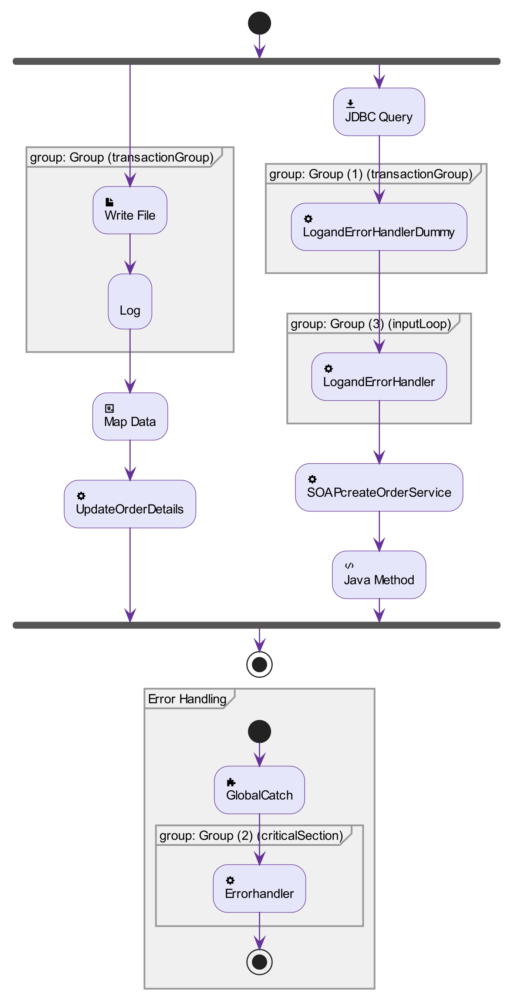 group: Group (transactionGroup)
Write File
Log
Map Data
UpdateOrderDetails
JDBC Query
group: Group (1) (transactionGroup)
LogandErrorHandlerDummy
group: Group (3) (inputLoop)
LogandErrorHandler
SOAPcreateOrderService
Java Method
Error Handling
GlobalCatch
group: Group (2) (criticalSection)
Errorhandler